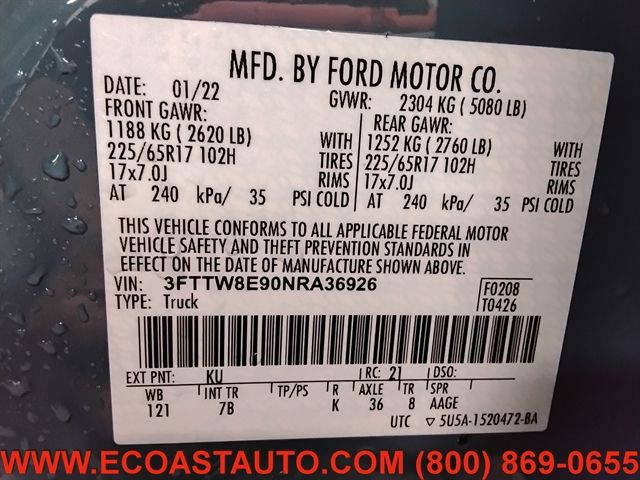 MFD. BY FORD MOTOR CO.
DATE: 01/22 GVWR: 2304 KG ( 5080 LB)
FRONT GAWR: REAR GAWR:
1188 KG ( 2620 LB) WITH 1252 KG ( 2760 LB) WITH
225/65R17 102H TIRES 225/65R17 102H TIRES
17x7.0J RIMS 17x7.0J RIMS
AT 240 kPa/ 35 PSI COLD AT 240 kPa/ 35 PSI COLD
THIS VEHICLE CONFORMS TO ALL APPLICABLE FEDERAL MOTOR
VEHICLE SAFETY AND THEFT PREVENTION STANDARDS IN
EFFECT ON THE DATE OF MANUFACTURE SHOWN ABOVE.
VIN: 3FTTW8E90NRA36926 F0208
TYPE: Truck T0426
EXT PNT: KU RC: 21 DSO:
WB INT TR TP/PS R AXLE TR SPR
121 7B K 36 8 AAGE
UTC ▽ 5U5A-1520472-BA
WWW.ECOASTAUTO.COM (800) 869-0655